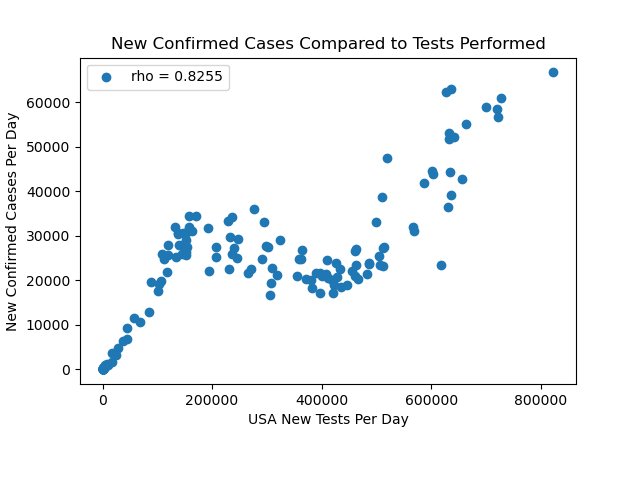 New Confirmed Cases Compared to Tests Performed
rho = 0.8255
New Confirmed Caeses Per Day
60000
50000
40000
30000
20000
10000
0
0 200000 400000 600000 800000
USA New Tests Per Day